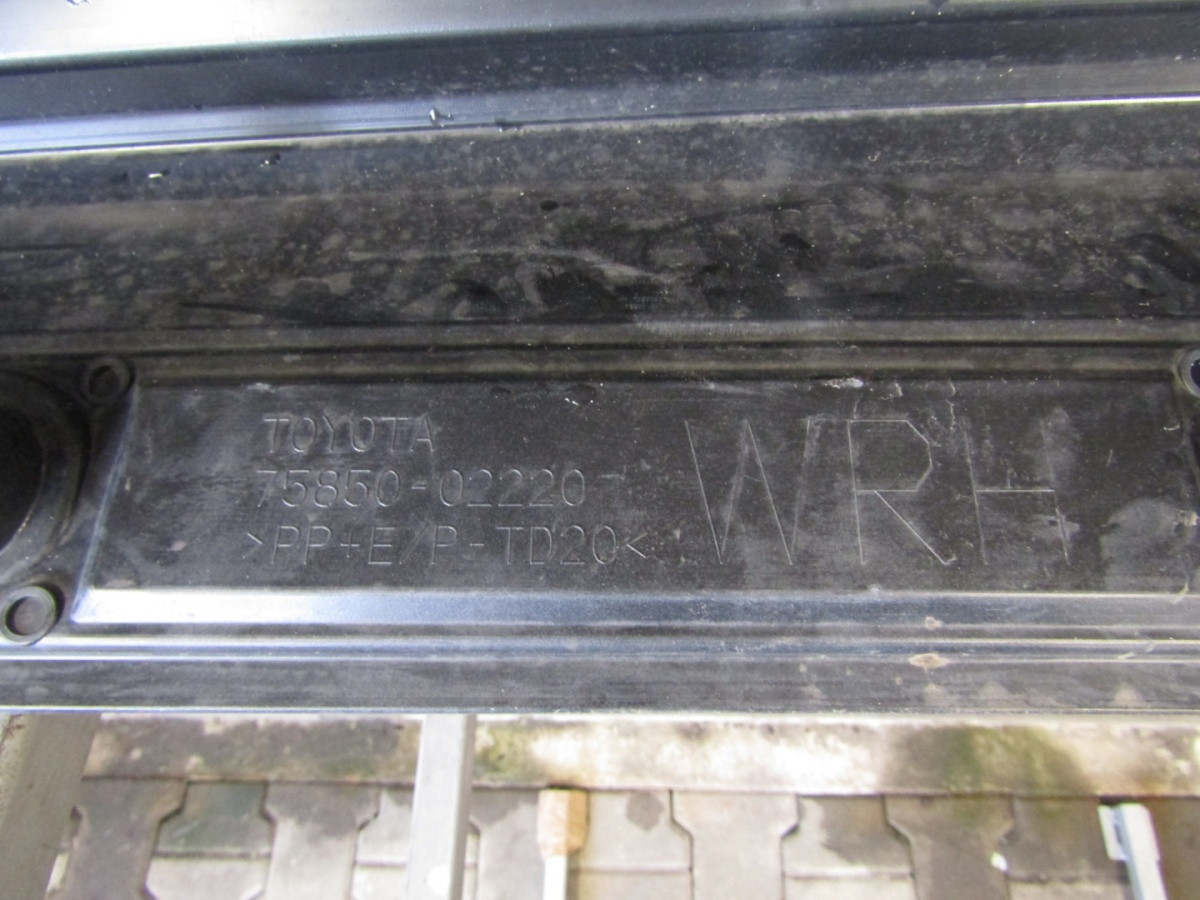 TOYOTA
75850-02220
>PP+E/P-TD20<
WRH